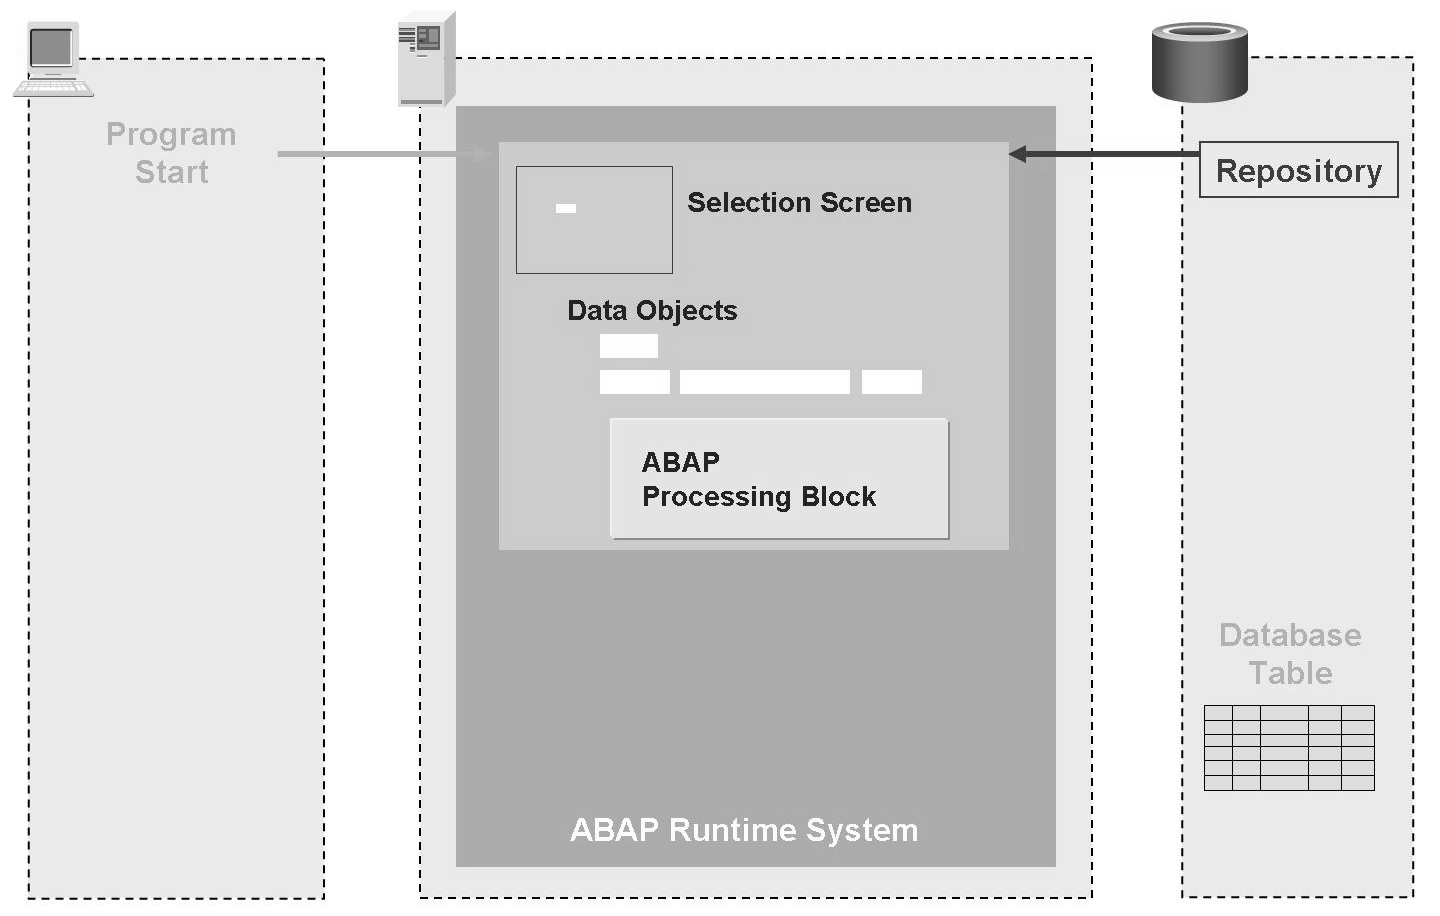 Program
Start
Selection Screen
Repository
Data Objects
ABAP
Processing Block
Database
Table
ABAP Runtime System